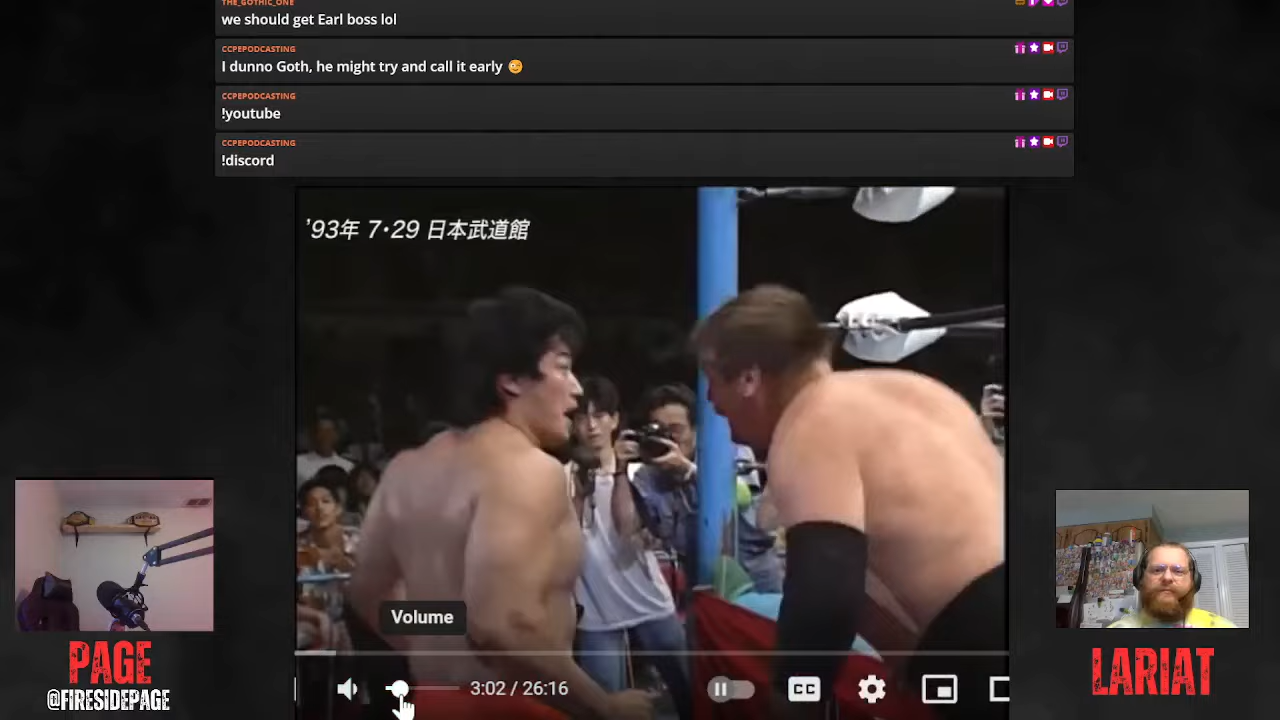 THE_GOTHIC_ONE
we should get Earl boss lol
CCPEPODCASTING
I dunno Goth, he might try and call it early 😉
CCPEPODCASTING
!youtube
CCPEPODCASTING
!discord
'93年 7・29 日本武道館
Volume
3:02 / 26:16
CC
PAGE
@FIRESIDEPAGE
LARIAT